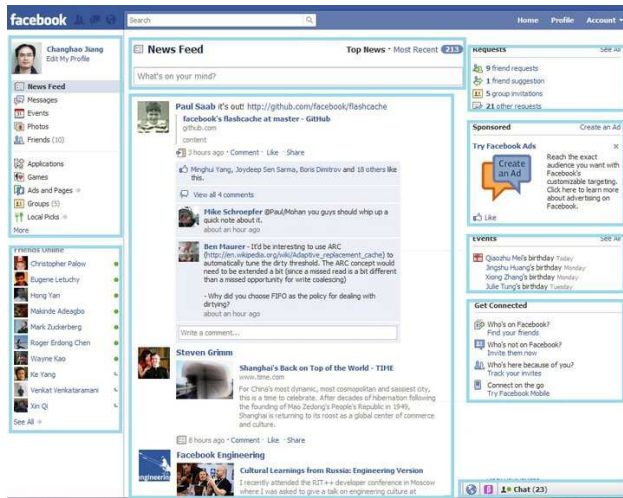 facebook
Search
Home Profile Account
Changhao Jiang
Edit My Profile
News Feed
Messages
Events
Photos
Friends (10)
Applications
Games
Ads and Pages
Groups (5)
Local Picks
More
Friends Online
Christopher Palow
Eugene Letuchy
Hong Yan
Makinde Adeagbo
Mark Zuckerberg
Roger Erdong Chen
Wayne Kao
Ke Yang
Venkat Venkataramani
Xin Qi
See All
News Feed
Top News · Most Recent 213
What's on your mind?
Paul Saab it's out! http://github.com/facebook/flashcache
facebook's flashcache at master - GitHub
github.com
content
3 hours ago · Comment · Like · Share
Minghui Yang, Joydeep Sen Sarma, Boris Dimitrov and 18 others like
this.
View all 4 comments
Mike Schroepfer @Paul/Mohan you guys should whip up a
quick note about it.
about an hour ago
Ben Maurer - It'd be interesting to use ARC
(http://en.wikipedia.org/wiki/Adaptive_replacement_cache) to
automatically tune the dirty threshold. The ARC concept would
need to be extended a bit (since a missed read is a bit different
than a missed opportunity for write coalescing)
- Why did you choose FIFO as the policy for dealing with
dirtying?
about an hour ago
Write a comment...
Steven Grimm
Shanghai's Back on Top of the World - TIME
www.time.com
For China's most dynamic, most cosmopolitan and sassiest city,
this is a time to celebrate. After decades of hibernation following
the founding of Mao Zedong's People's Republic in 1949,
Shanghai is returning to its roost as a global center of commerce
and culture.
8 hours ago · Comment · Like · Share
Facebook Engineering
engineerin
Cultural Learnings from Russia: Engineering Version
I recently attended the RIT++ developer conference in Moscow
where I was asked to give a talk on engineering culture at
Requests
See All
9 friend requests
1 friend suggestion
5 group invitations
21 other requests
Sponsored
Create an Ad
Try Facebook Ads
Create
an Ad
Reach the exact
audience you want with
Facebook's
customizable targeting.
Click here to learn more
about advertising on
Facebook.
Like
Events
See All
Qiaozhu Mei's birthday Today
Jingshu Huang's birthday Monday
Xiong Zhang's birthday Monday
Julie Tung's birthday Tuesday
Get Connected
Who's on Facebook?
Find your friends
Who's not on Facebook?
Invite them now
Who's here because of you?
Track your invites
Connect on the go
Try Facebook Mobile
Chat (23)